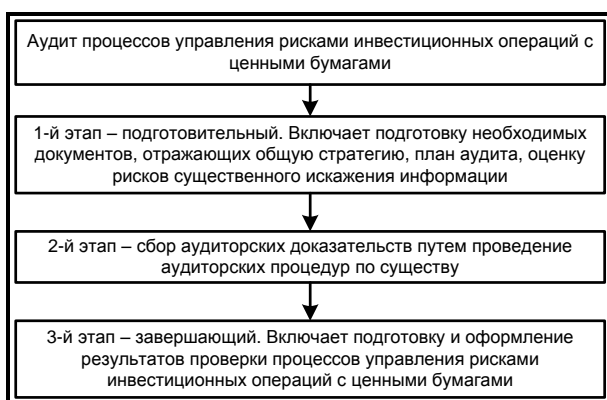 Аудит процессов управления рисками инвестиционных операций с
ценными бумагами
1-й этап – подготовительный. Включает подготовку необходимых
документов, отражающих общую стратегию, план аудита, оценку
рисков существенного искажения информации
2-й этап – сбор аудиторских доказательств путем проведение
аудиторских процедур по существу
3-й этап – завершающий. Включает подготовку и оформление
результатов проверки процессов управления рисками
инвестиционных операций с ценными бумагами